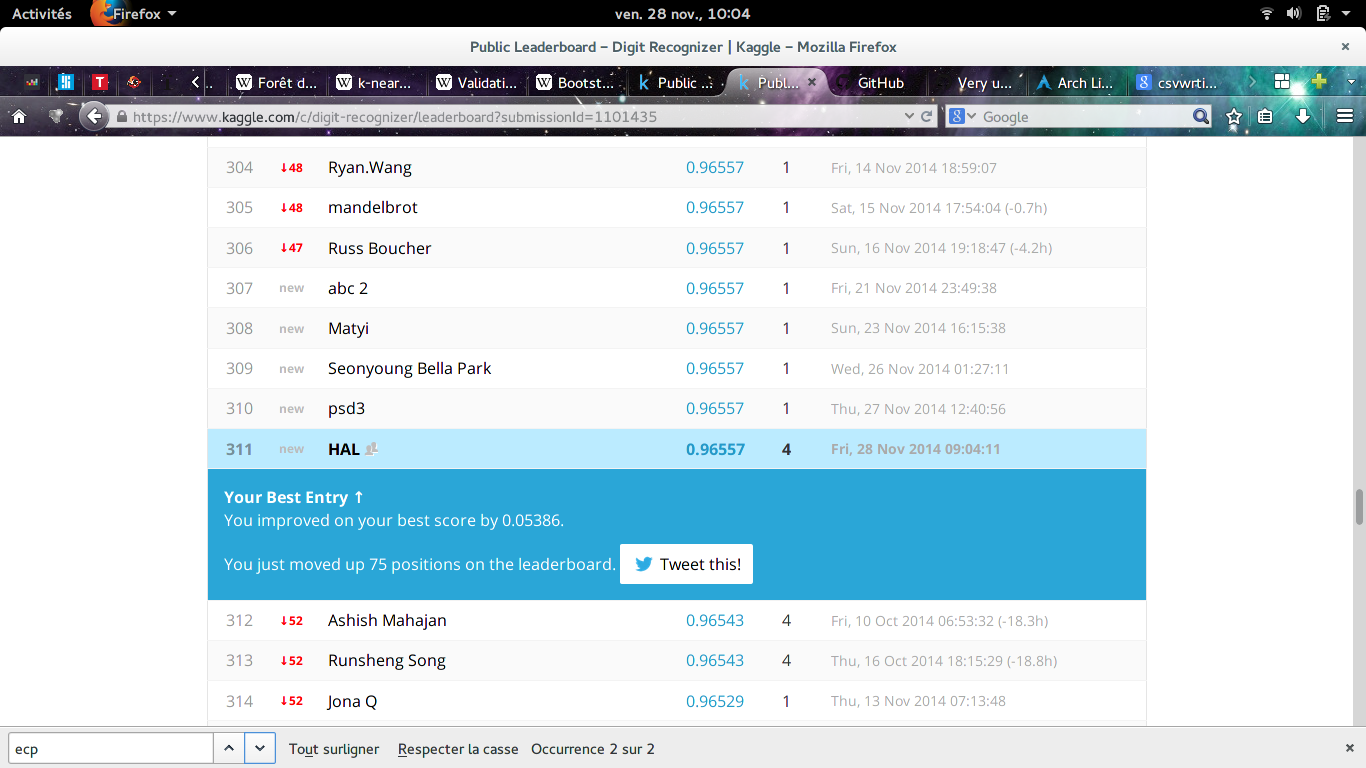 Activités Firefox ven. 28 nov., 10:04
Public Leaderboard – Digit Recognizer | Kaggle – Mozilla Firefox
Forêt d... k-near... Validati... Bootst... Public ... Publ... GitHub Very u... Arch Li... csvwrti...
https://www.kaggle.com/c/digit-recognizer/leaderboard?submissionId=1101435 Google
304 ↓48 Ryan.Wang 0.96557 1 Fri, 14 Nov 2014 18:59:07
305 ↓48 mandelbrot 0.96557 1 Sat, 15 Nov 2014 17:54:04 (-0.7h)
306 ↓47 Russ Boucher 0.96557 1 Sun, 16 Nov 2014 19:18:47 (-4.2h)
307 new abc 2 0.96557 1 Fri, 21 Nov 2014 23:49:38
308 new Matyi 0.96557 1 Sun, 23 Nov 2014 16:15:38
309 new Seonyoung Bella Park 0.96557 1 Wed, 26 Nov 2014 01:27:11
310 new psd3 0.96557 1 Thu, 27 Nov 2014 12:40:56
311 new HAL 0.96557 4 Fri, 28 Nov 2014 09:04:11
Your Best Entry ↑
You improved on your best score by 0.05386.
You just moved up 75 positions on the leaderboard. Tweet this!
312 ↓52 Ashish Mahajan 0.96543 4 Fri, 10 Oct 2014 06:53:32 (-18.3h)
313 ↓52 Runsheng Song 0.96543 4 Thu, 16 Oct 2014 18:15:29 (-18.8h)
314 ↓52 Jona Q 0.96529 1 Thu, 13 Nov 2014 07:13:48
ecp Tout surligner Respecter la casse Occurrence 2 sur 2